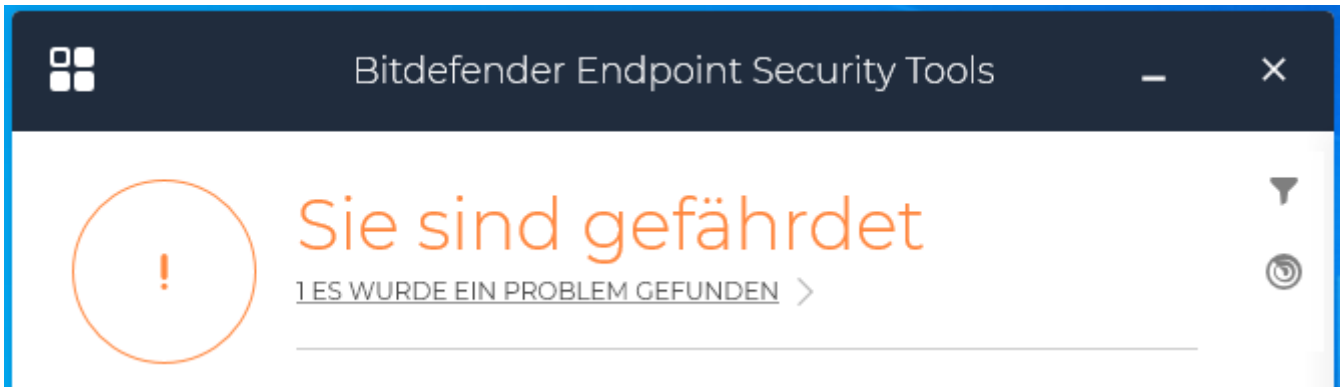 Bitdefender Endpoint Security Tools
Sie sind gefährdet
1 ES WURDE EIN PROBLEM GEFUNDEN